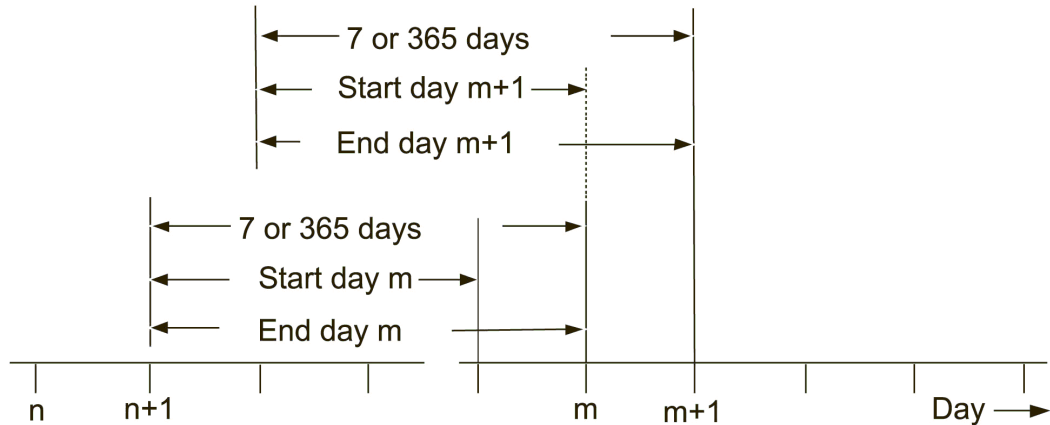 7 or 365 days
Start day m+1
End day m+1
7 or 365 days
Start day m
End day m
n n+1 m m+1 Day